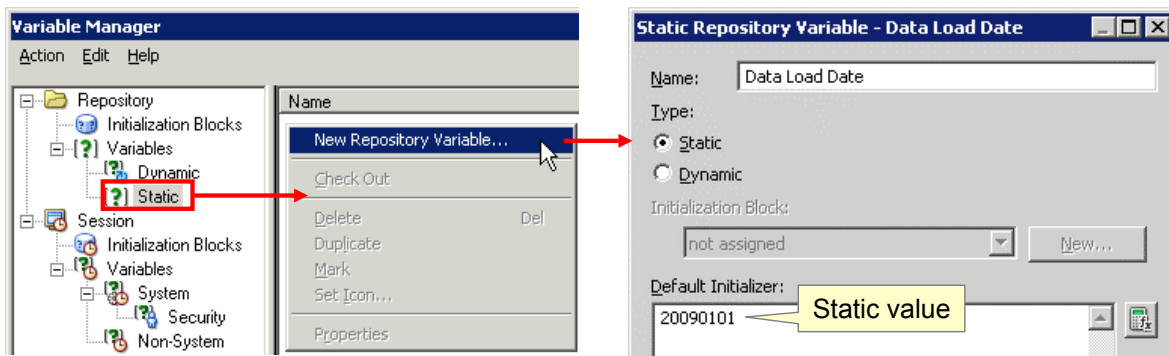 Variable Manager
Action Edit Help
Repository
Initialization Blocks
Variables
Dynamic
Static
Session
Initialization Blocks
Variables
System
Security
Non-System
Name
New Repository Variable...
Check Out
Delete Del
Duplicate
Mark
Set Icon...
Properties
Static Repository Variable - Data Load Date
Name: Data Load Date
Type:
Static
Dynamic
Initialization Block:
not assigned New...
Default Initializer:
20090101
Static value